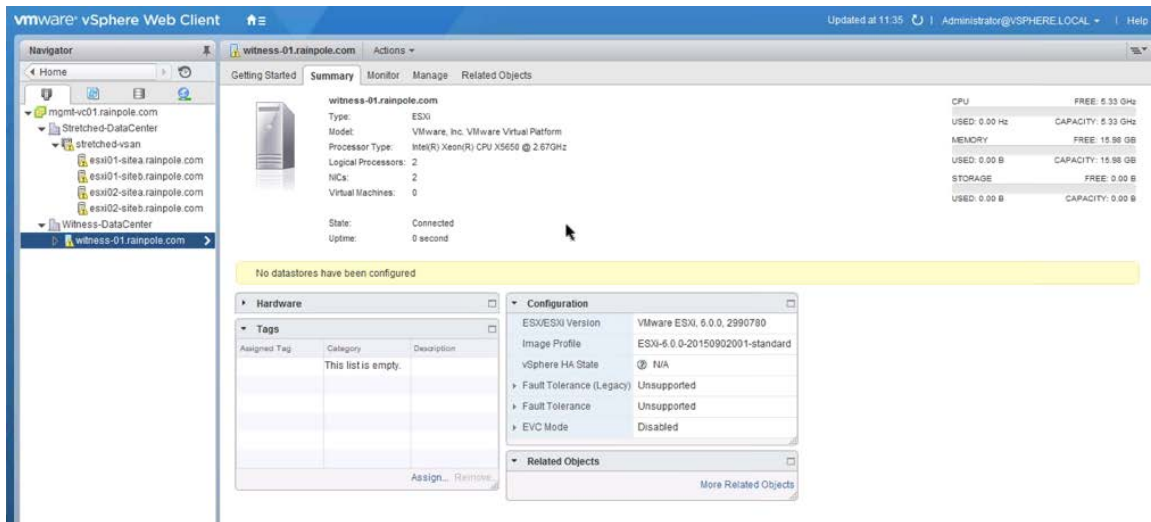 vmware® vSphere Web Client
Updated at 11:35 | Administrator@VSPHERE.LOCAL | Help
Navigator
Home
mgmt-vc01.rainpole.com
Stretched-DataCenter
stretched-vsan
esxi01-sitea.rainpole.com
esxi01-siteb.rainpole.com
esxi02-sitea.rainpole.com
esxi02-siteb.rainpole.com
Witness-DataCenter
witness-01.rainpole.com
witness-01.rainpole.com Actions
Getting Started Summary Monitor Manage Related Objects
witness-01.rainpole.com
Type: ESXi
Model: VMware, Inc. VMware Virtual Platform
Processor Type: Intel(R) Xeon(R) CPU X5650 @ 2.67GHz
Logical Processors: 2
NICs: 2
Virtual Machines: 0
State: Connected
Uptime: 0 second
CPU FREE: 5.33 GHz
USED: 0.00 Hz CAPACITY: 5.33 GHz
MEMORY FREE: 15.98 GB
USED: 0.00 B CAPACITY: 15.98 GB
STORAGE FREE: 0.00 B
USED: 0.00 B CAPACITY: 0.00 B
No datastores have been configured
Hardware
Tags
Assigned Tag Category Description
This list is empty.
Assign... Remove...
Configuration
ESX/ESXi Version VMware ESXi, 6.0.0, 2990780
Image Profile ESXi-6.0.0-20150902001-standard
vSphere HA State N/A
Fault Tolerance (Legacy) Unsupported
Fault Tolerance Unsupported
EVC Mode Disabled
Related Objects
More Related Objects